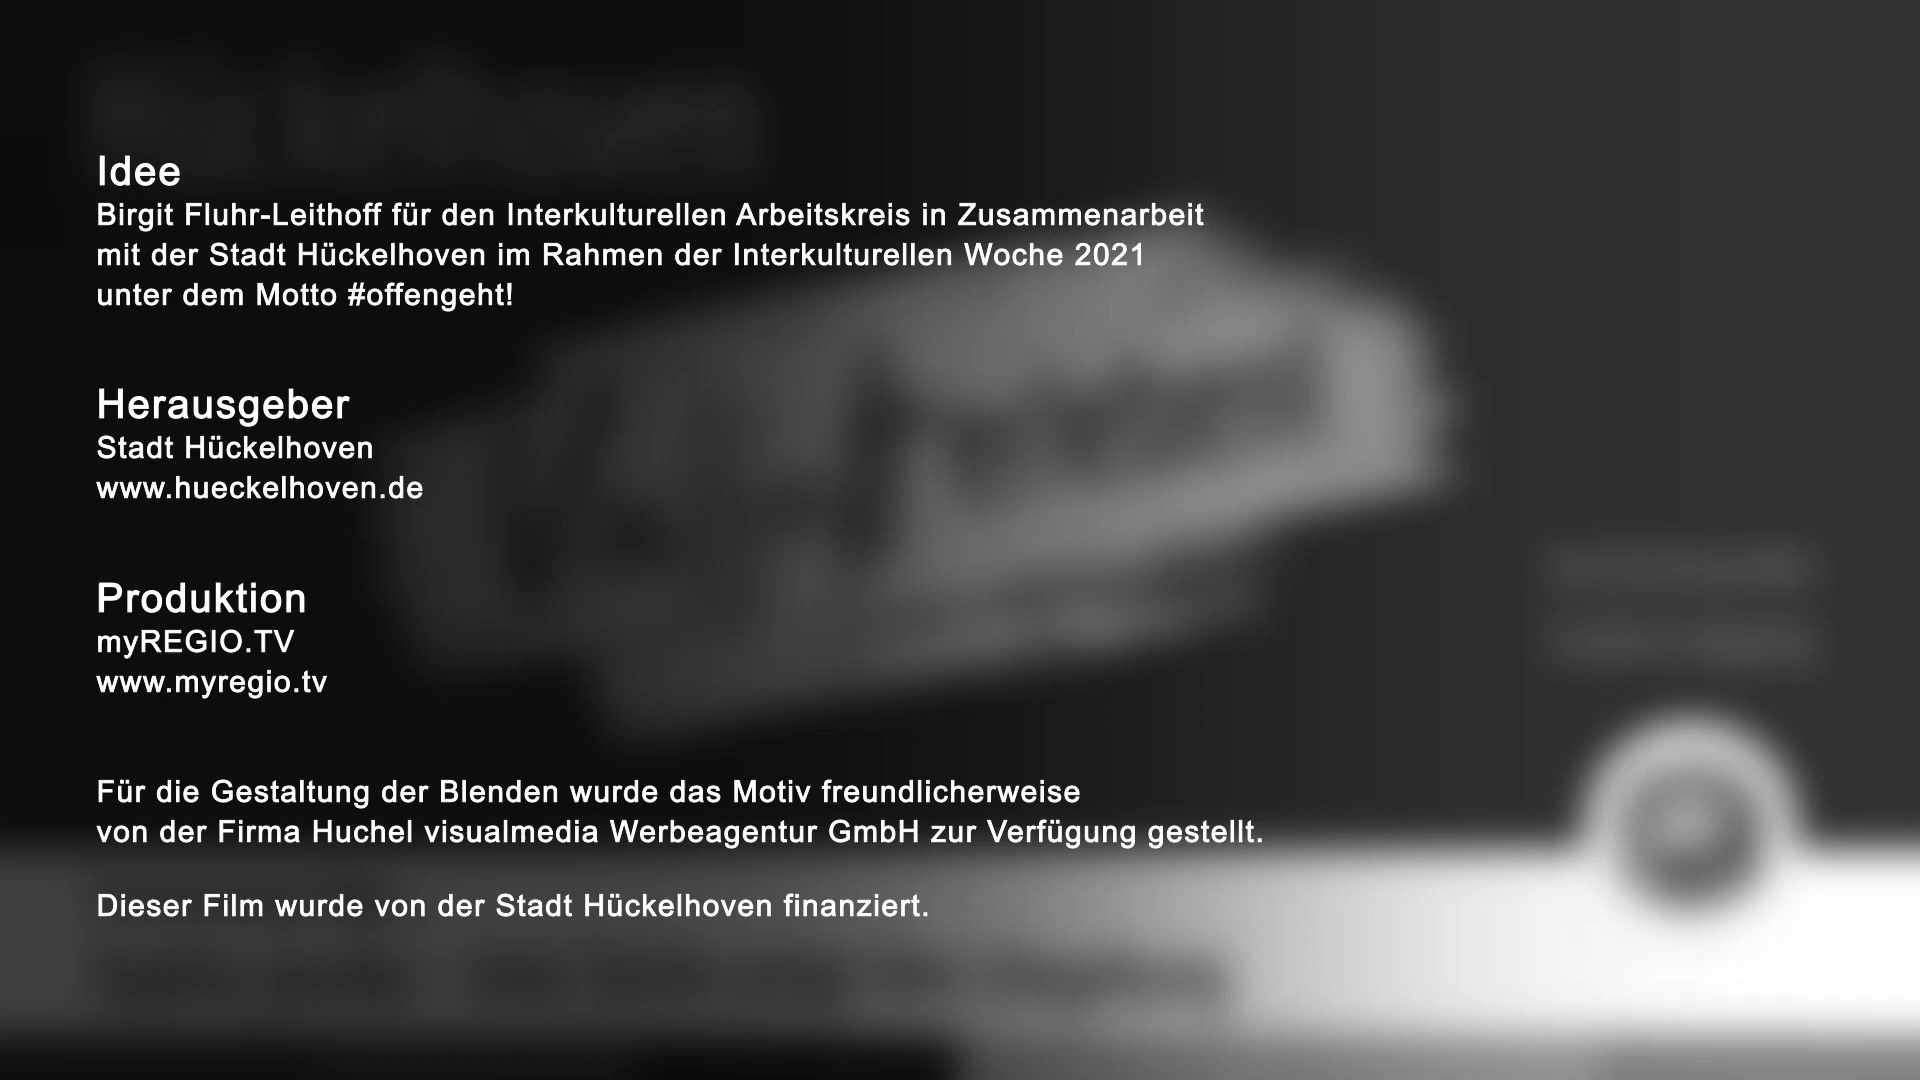 Idee
Birgit Fluhr-Leithoff für den Interkulturellen Arbeitskreis in Zusammenarbeit
mit der Stadt Hückelhoven im Rahmen der Interkulturellen Woche 2021
unter dem Motto #offengeht!
Herausgeber
Stadt Hückelhoven
www.hueckelhoven.de
Produktion
myREGIO.TV
www.myregio.tv
Für die Gestaltung der Blenden wurde das Motiv freundlicherweise
von der Firma Huchel visualmedia Werbeagentur GmbH zur Verfügung gestellt.
Dieser Film wurde von der Stadt Hückelhoven finanziert.